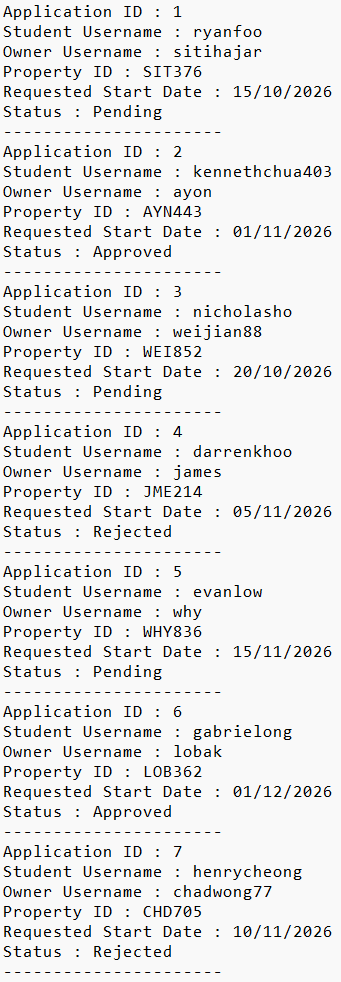 Application ID : 1
Student Username : ryanfoo
Owner Username : sitihajar
Property ID : SIT376
Requested Start Date : 15/10/2026
Status : Pending
----------------------
Application ID : 2
Student Username : kennethchua403
Owner Username : ayon
Property ID : AYN443
Requested Start Date : 01/11/2026
Status : Approved
----------------------
Application ID : 3
Student Username : nicholasho
Owner Username : weijian88
Property ID : WEI852
Requested Start Date : 20/10/2026
Status : Pending
----------------------
Application ID : 4
Student Username : darrenkhoo
Owner Username : james
Property ID : JME214
Requested Start Date : 05/11/2026
Status : Rejected
----------------------
Application ID : 5
Student Username : evanlow
Owner Username : why
Property ID : WHY836
Requested Start Date : 15/11/2026
Status : Pending
----------------------
Application ID : 6
Student Username : gabrielong
Owner Username : lobak
Property ID : LOB362
Requested Start Date : 01/12/2026
Status : Approved
----------------------
Application ID : 7
Student Username : henrycheong
Owner Username : chadwong77
Property ID : CHD705
Requested Start Date : 10/11/2026
Status : Rejected
----------------------